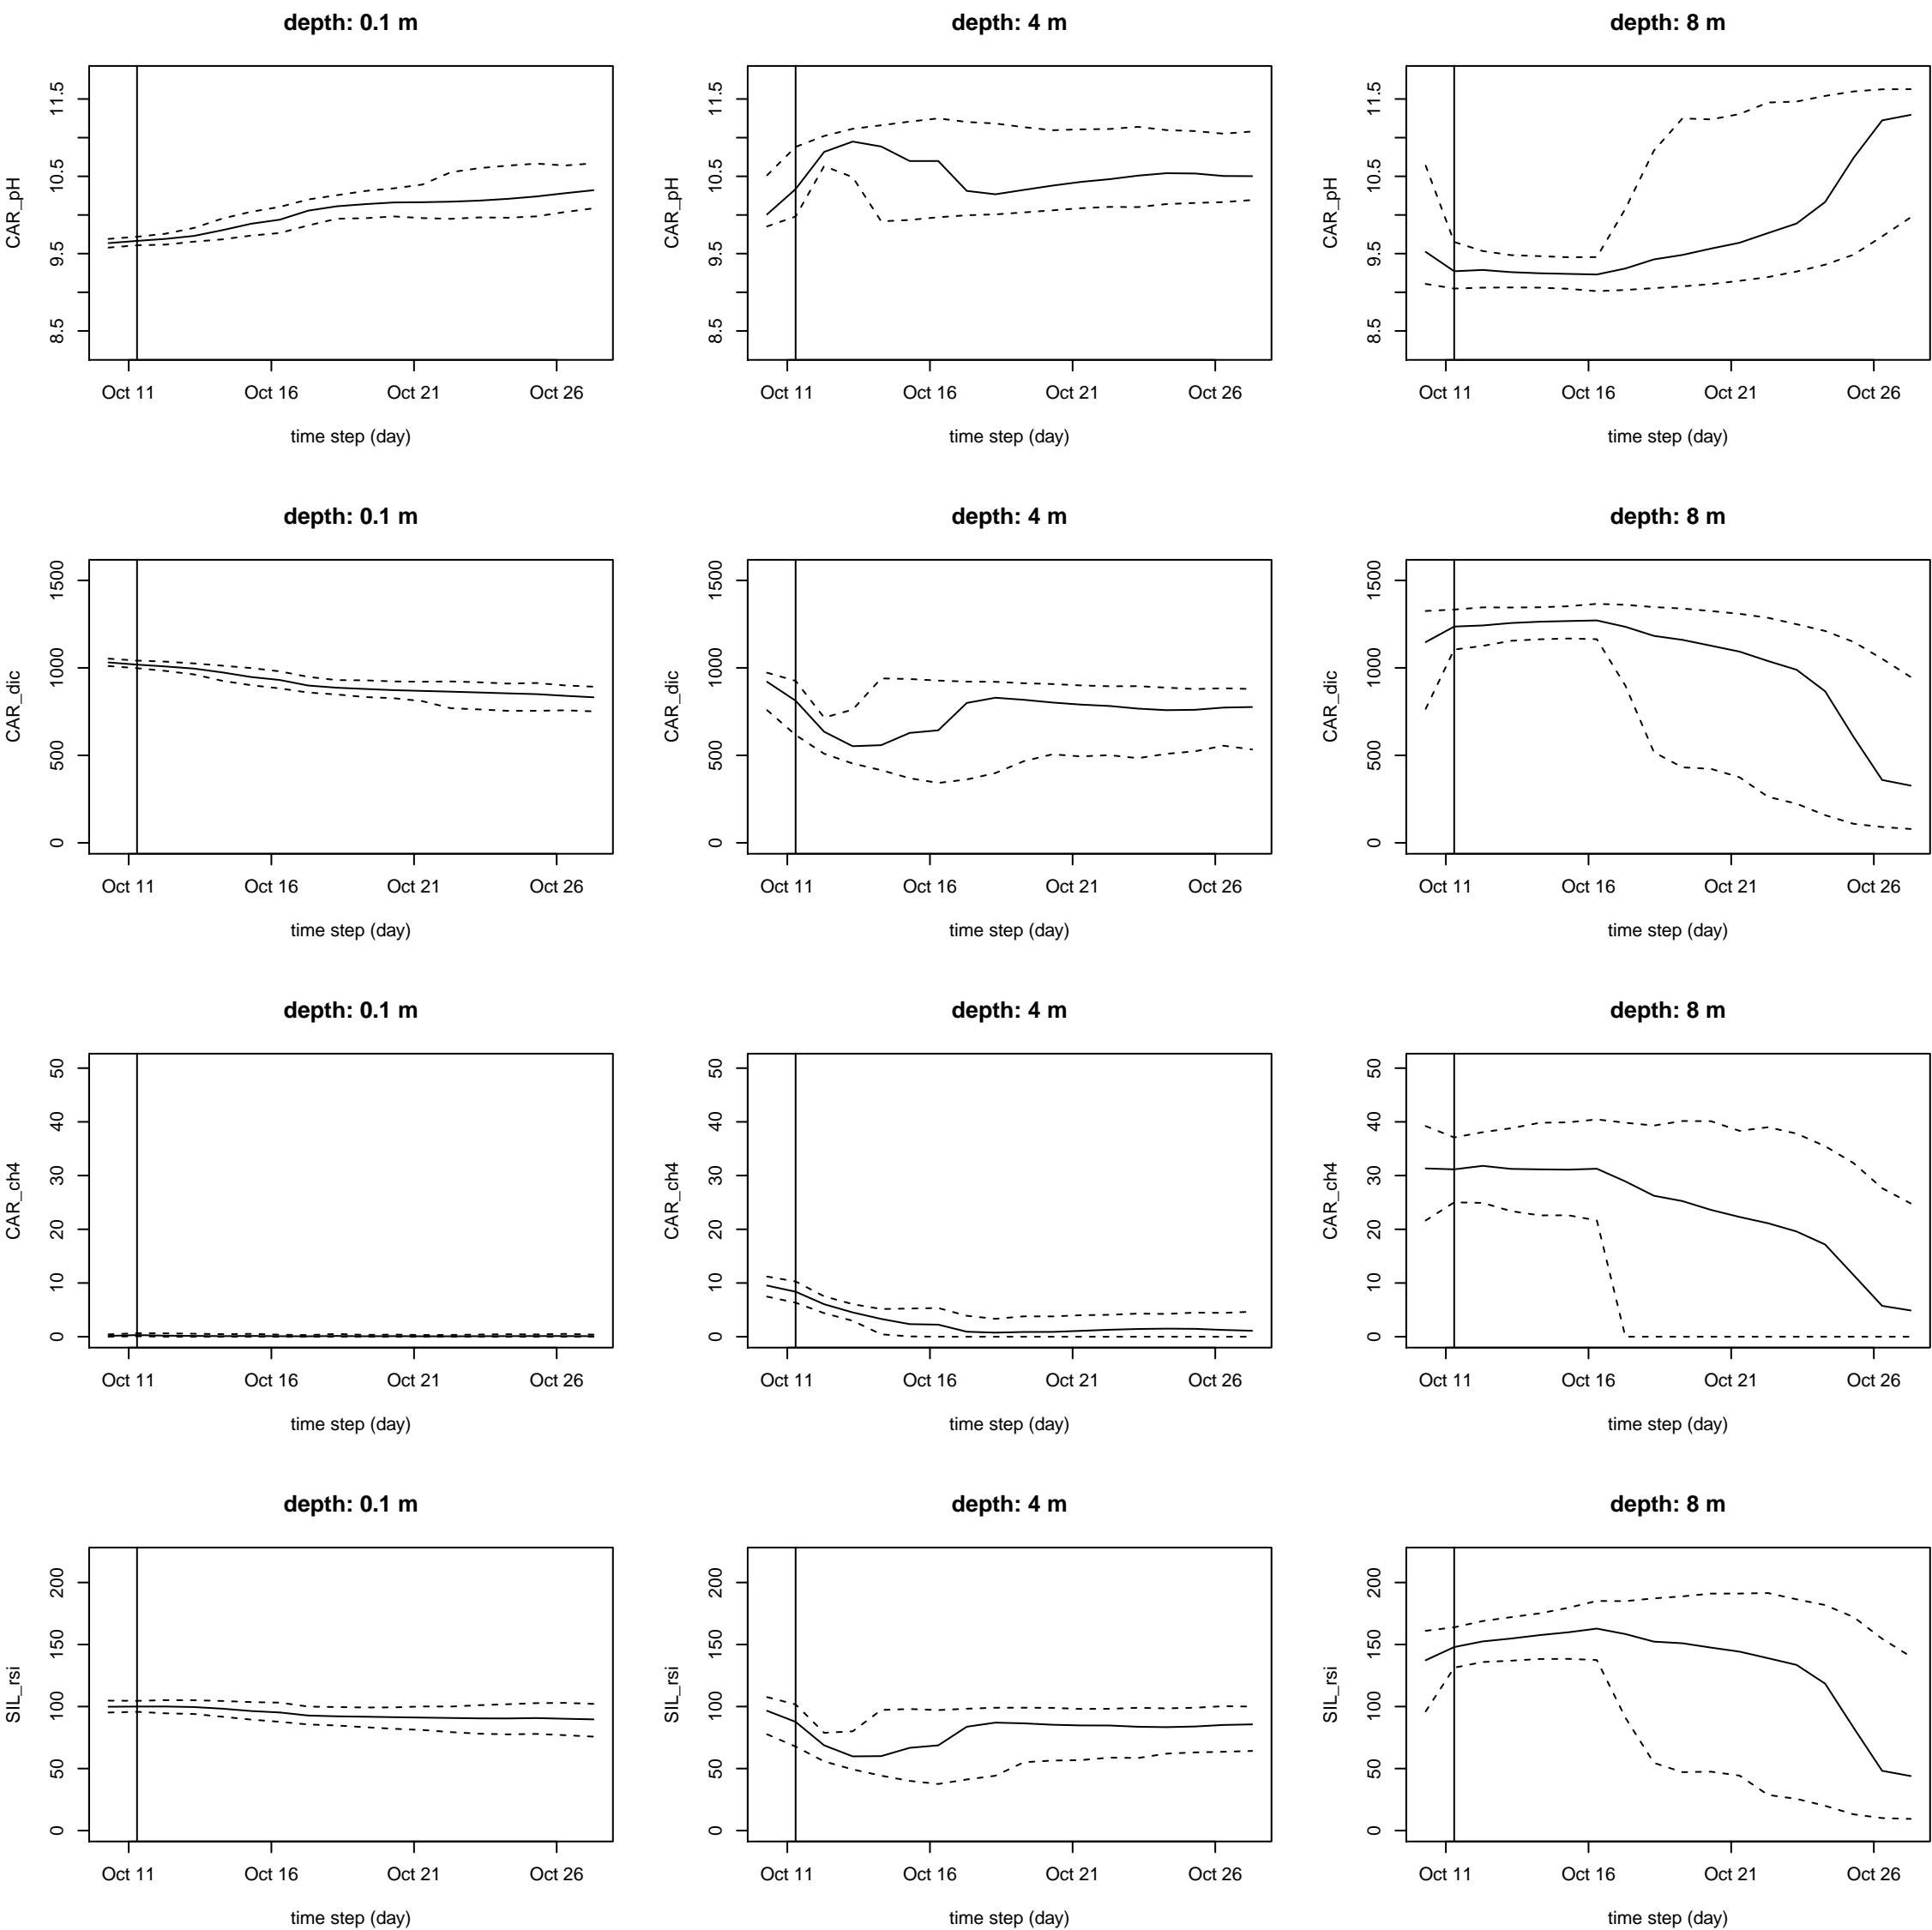 depth: 0.1 m
CAR_pH
8.5 9.5 10.5 11.5
Oct 11 Oct 16 Oct 21 Oct 26
time step (day)
depth: 4 m
CAR_pH
8.5 9.5 10.5 11.5
Oct 11 Oct 16 Oct 21 Oct 26
time step (day)
depth: 8 m
CAR_pH
8.5 9.5 10.5 11.5
Oct 11 Oct 16 Oct 21 Oct 26
time step (day)
depth: 0.1 m
CAR_dic
0 500 1000 1500
Oct 11 Oct 16 Oct 21 Oct 26
time step (day)
depth: 4 m
CAR_dic
0 500 1000 1500
Oct 11 Oct 16 Oct 21 Oct 26
time step (day)
depth: 8 m
CAR_dic
0 500 1000 1500
Oct 11 Oct 16 Oct 21 Oct 26
time step (day)
depth: 0.1 m
CAR_ch4
0 10 20 30 40 50
Oct 11 Oct 16 Oct 21 Oct 26
time step (day)
depth: 4 m
CAR_ch4
0 10 20 30 40 50
Oct 11 Oct 16 Oct 21 Oct 26
time step (day)
depth: 8 m
CAR_ch4
0 10 20 30 40 50
Oct 11 Oct 16 Oct 21 Oct 26
time step (day)
depth: 0.1 m
SIL_rsi
0 50 100 150 200
Oct 11 Oct 16 Oct 21 Oct 26
time step (day)
depth: 4 m
SIL_rsi
0 50 100 150 200
Oct 11 Oct 16 Oct 21 Oct 26
time step (day)
depth: 8 m
SIL_rsi
0 50 100 150 200
Oct 11 Oct 16 Oct 21 Oct 26
time step (day)